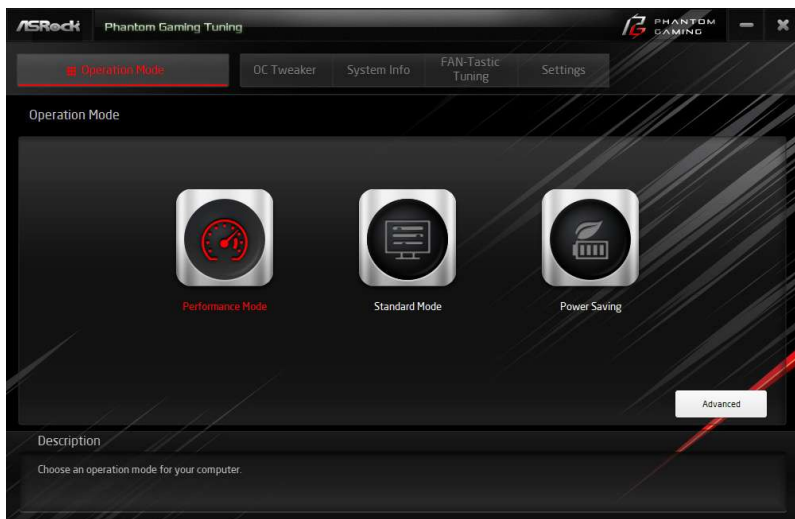 ASRock
Phantom Gaming Tuning
PHANTOM
GAMING
Operation Mode
OC Tweaker
System Info
FAN-Tastic
Tuning
Settings
Operation Mode
Performance Mode
Standard Mode
Power Saving
Advanced
Description
Choose an operation mode for your computer.